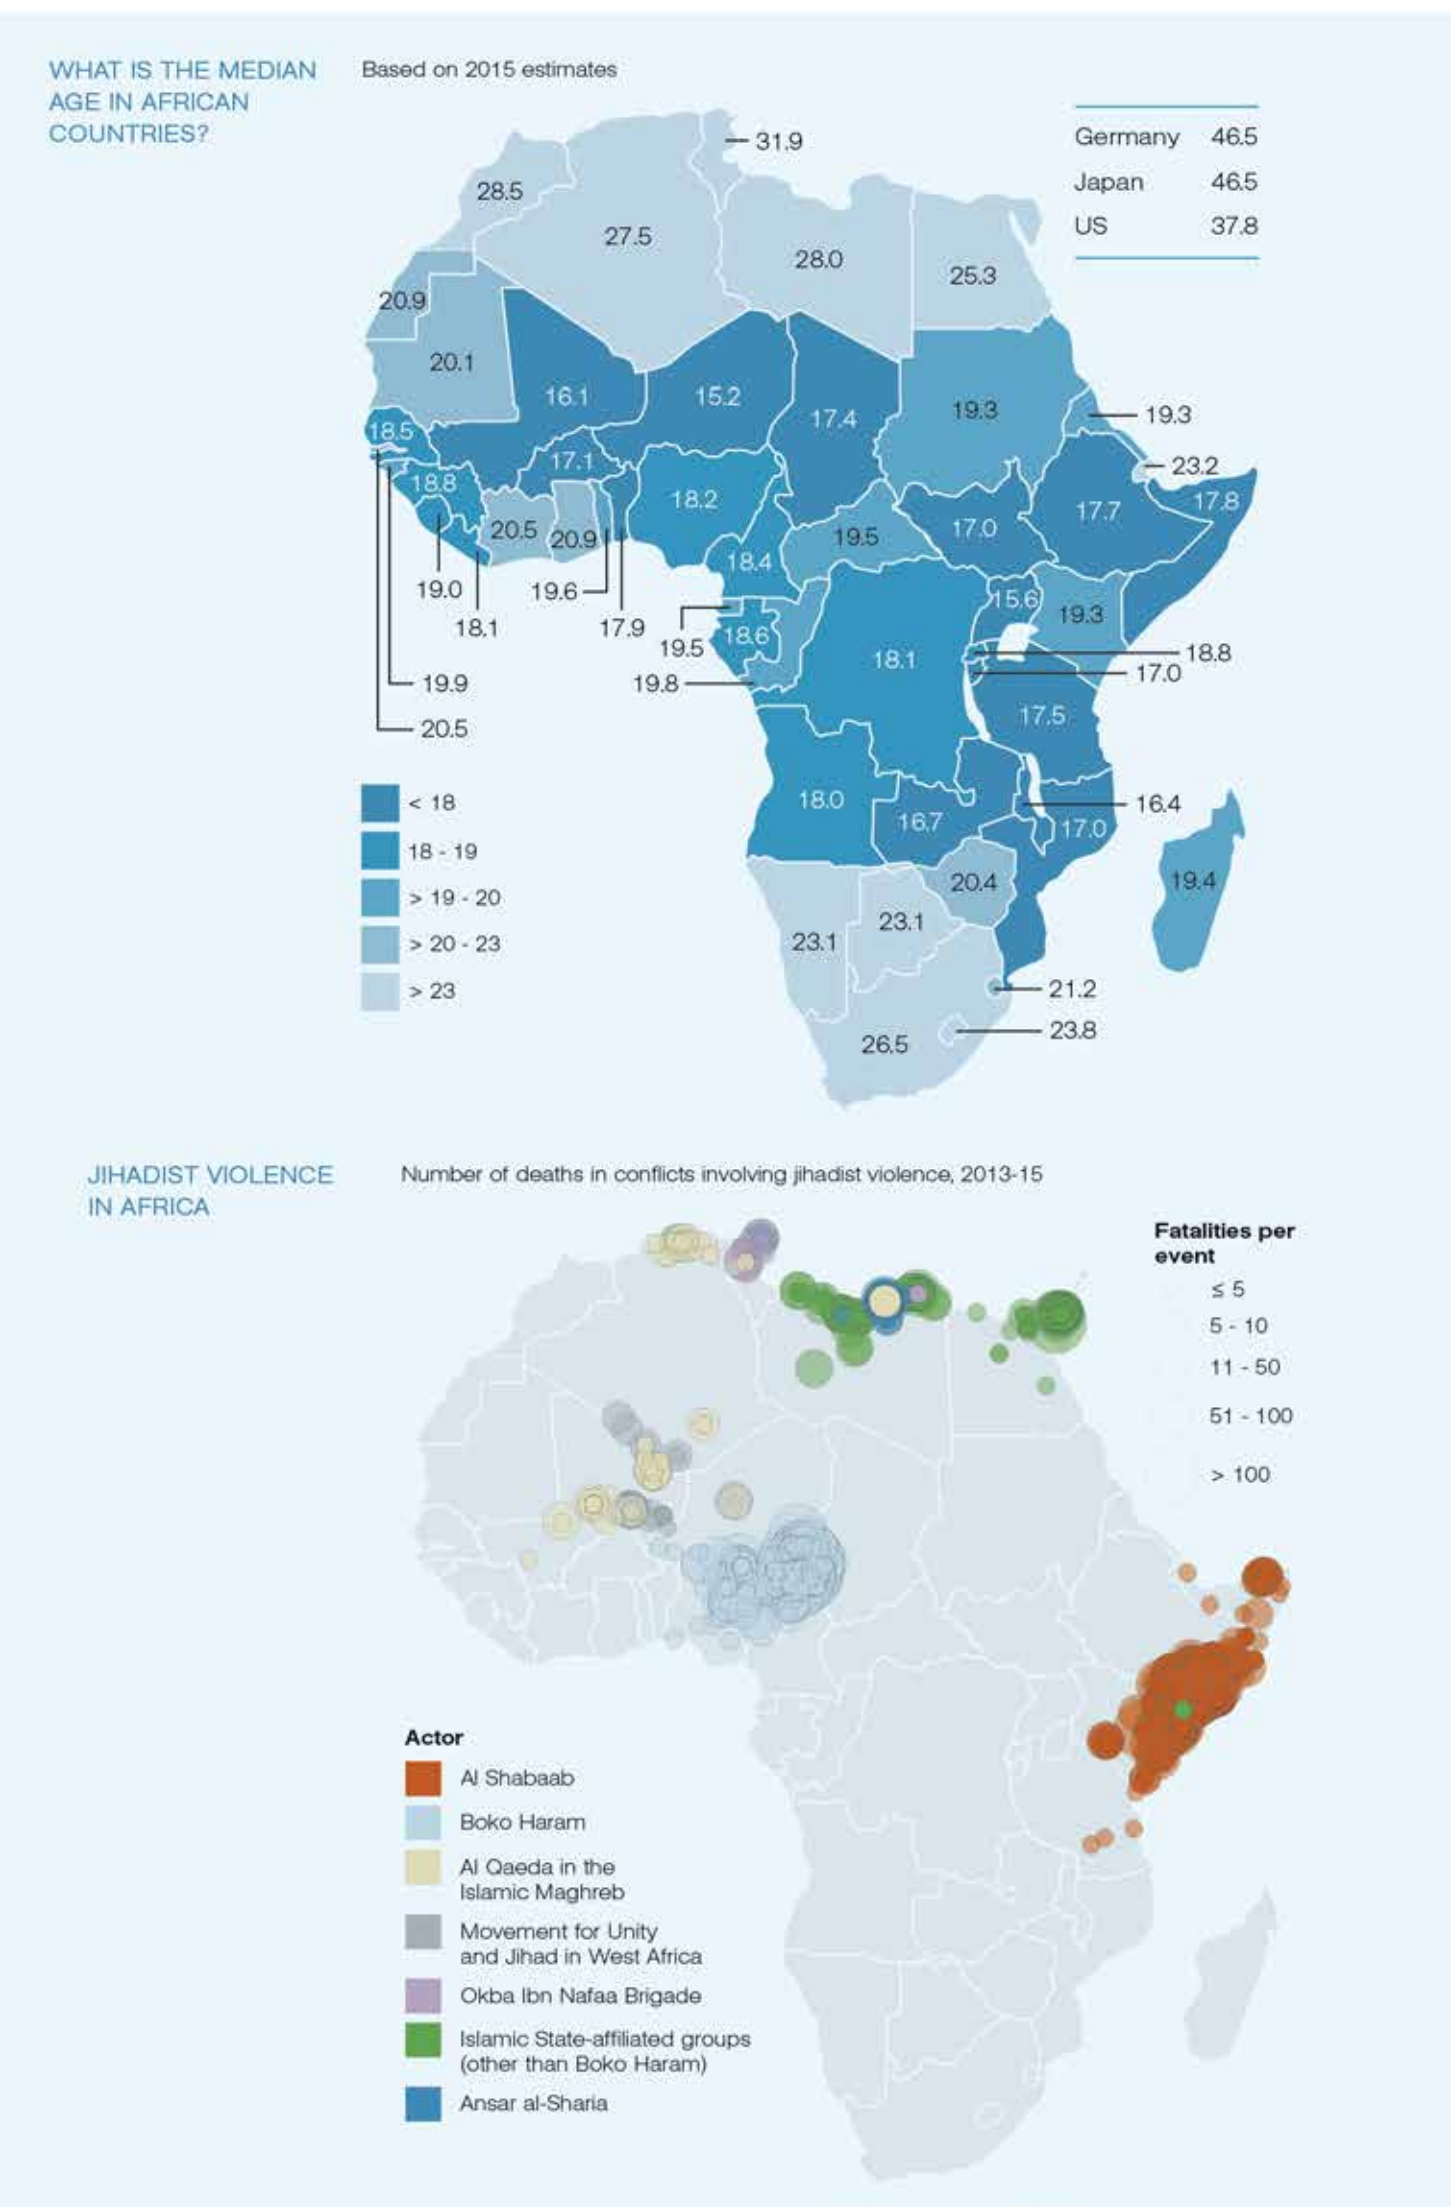 WHAT IS THE MEDIAN
AGE IN AFRICAN
COUNTRIES?
Based on 2015 estimates
Germany 46.5
Japan 46.5
US 37.8
31.9
28.5
27.5
28.0
25.3
20.9
20.1
16.1
15.2
17.4
19.3
19.3
23.2
18.5
17.1
18.8
18.2
17.0
17.7
17.8
20.5
20.9
19.5
18.4
19.0
19.6
15.6
19.3
18.1
17.9
19.5
18.6
18.1
18.8
17.0
19.9
19.8
20.5
17.5
18.0
16.7
16.4
17.0
20.4
19.4
23.1
23.1
21.2
23.8
26.5
< 18
18 - 19
> 19 - 20
> 20 - 23
> 23
JIHADIST VIOLENCE
IN AFRICA
Number of deaths in conflicts involving jihadist violence, 2013-15
Fatalities per
event
≤ 5
5 - 10
11 - 50
51 - 100
> 100
Actor
Al Shabaab
Boko Haram
Al Qaeda in the
Islamic Maghreb
Movement for Unity
and Jihad in West Africa
Okba Ibn Nafaa Brigade
Islamic State-affiliated groups
(other than Boko Haram)
Ansar al-Sharia